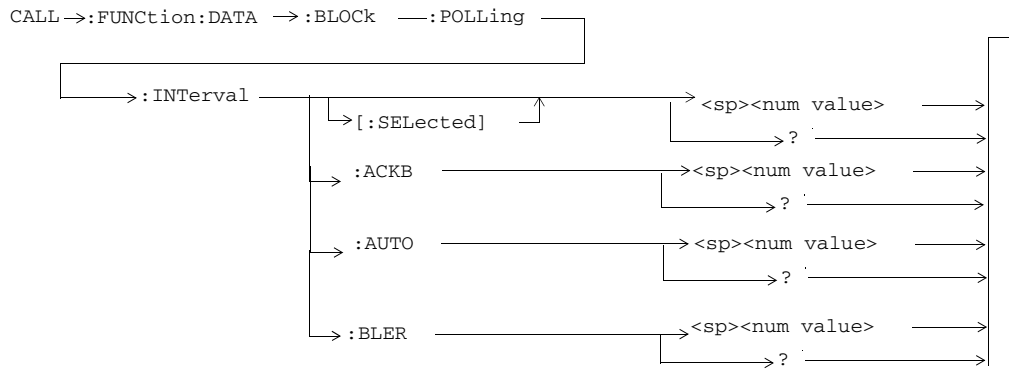 CALL :FUNCtion:DATA :BLOCk :POLLing
:INTerval <sp><num value>
[:SELected] ?
:ACKB <sp><num value>
?
:AUTO <sp><num value>
?
:BLER <sp><num value>
?